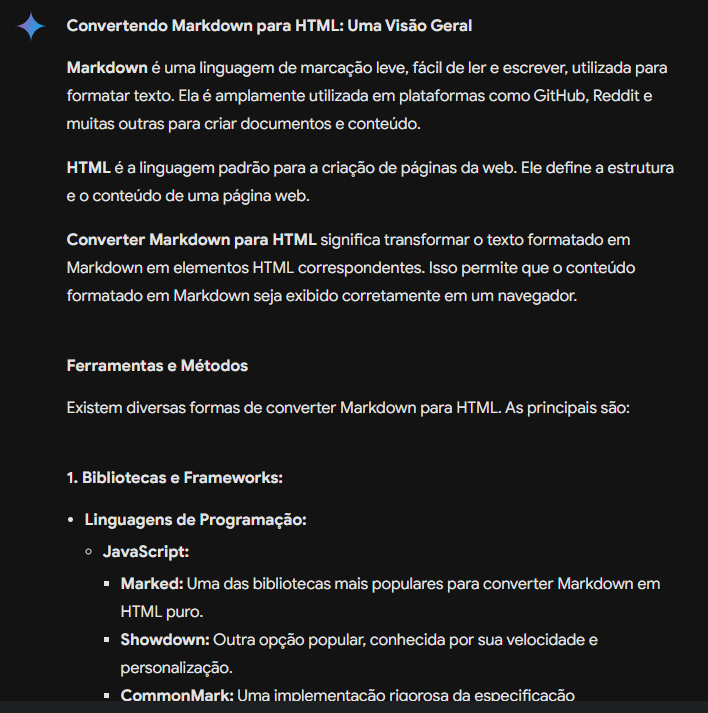 Convertendo Markdown para HTML: Uma Visão Geral
Markdown é uma linguagem de marcação leve, fácil de ler e escrever, utilizada para
formatar texto. Ela é amplamente utilizada em plataformas como GitHub, Reddit e
muitas outras para criar documentos e conteúdo.
HTML é a linguagem padrão para a criação de páginas da web. Ele define a estrutura
e o conteúdo de uma página web.
Converter Markdown para HTML significa transformar o texto formatado em
Markdown em elementos HTML correspondentes. Isso permite que o conteúdo
formatado em Markdown seja exibido corretamente em um navegador.
Ferramentas e Métodos
Existem diversas formas de converter Markdown para HTML. As principais são:
1. Bibliotecas e Frameworks:
• Linguagens de Programação:
◦ JavaScript:
▪ Marked: Uma das bibliotecas mais populares para converter Markdown em
HTML puro.
▪ Showdown: Outra opção popular, conhecida por sua velocidade e
personalização.
▪ CommonMark: Uma implementação rigorosa da especificação